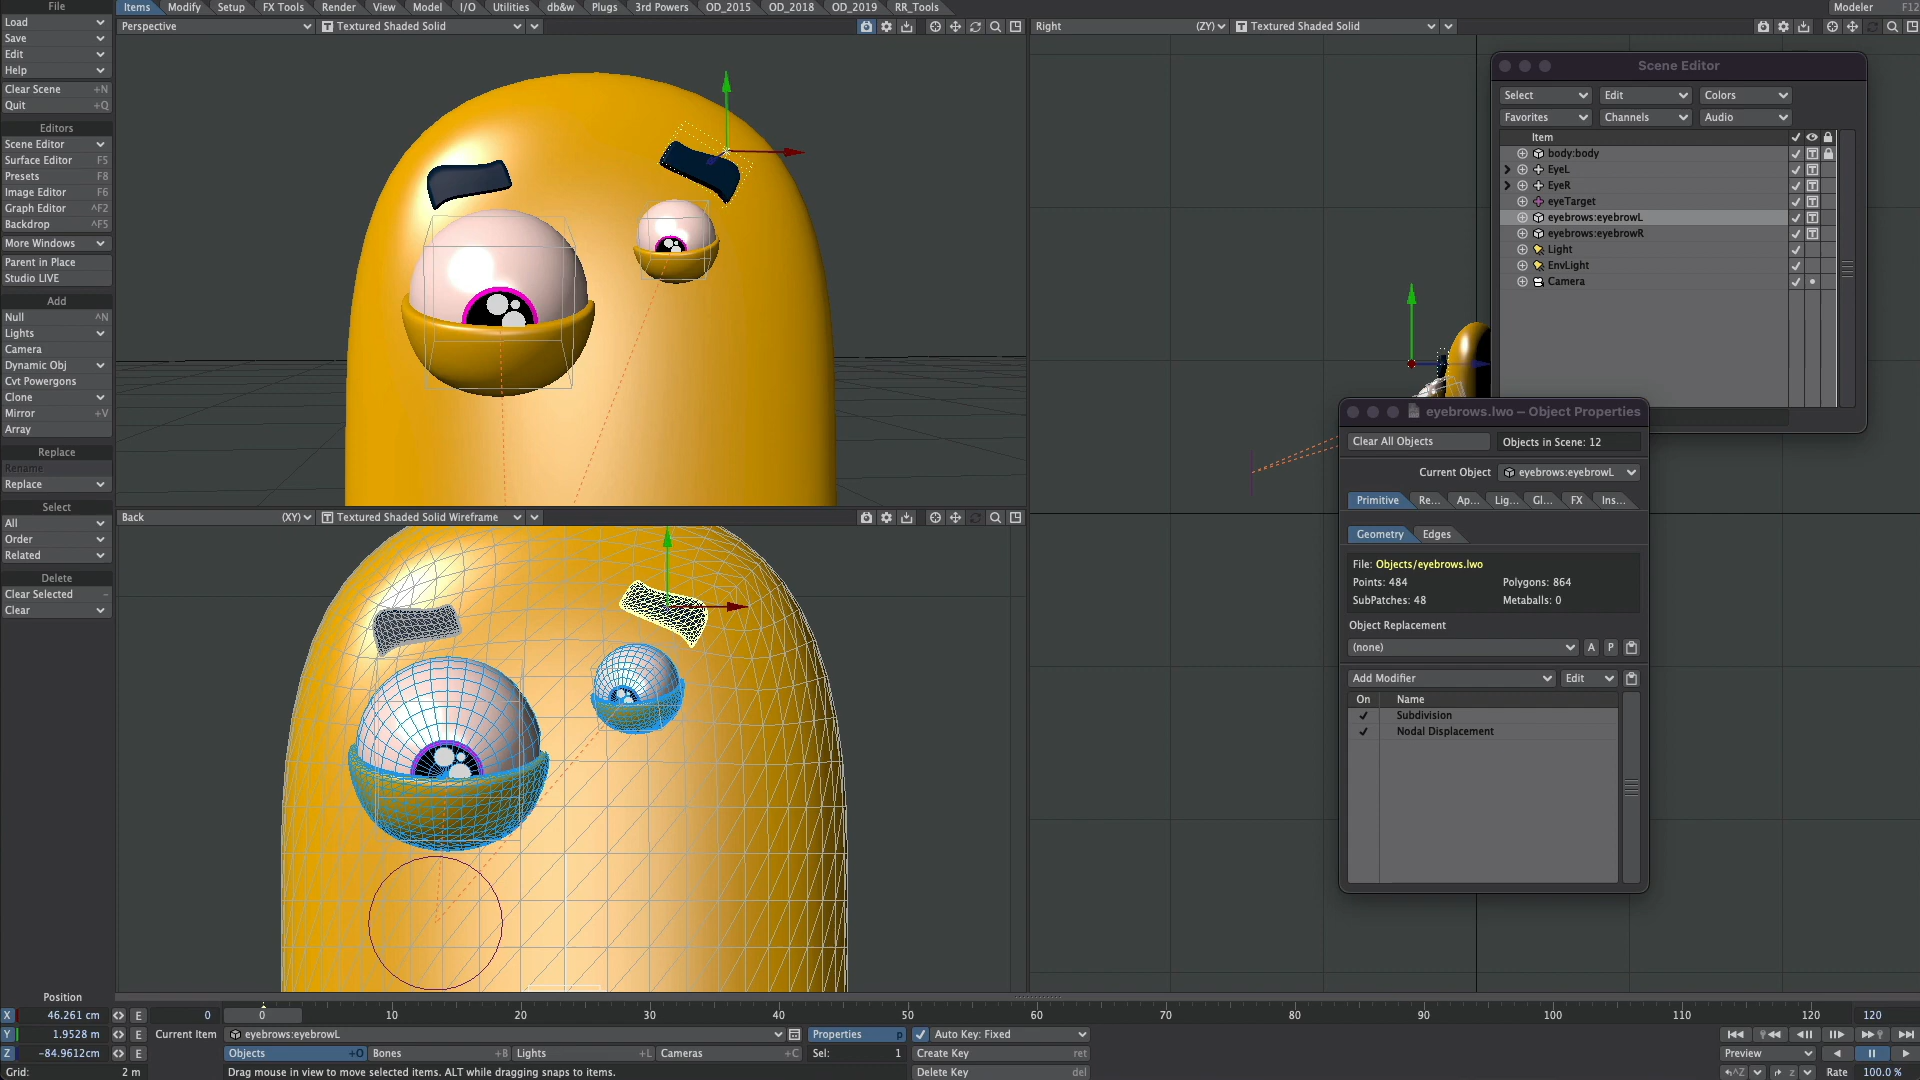 File
Items Modify Setup FX Tools Render View Model I/O Utilities db&w Plugs 3rd Powers OD_2015 OD_2018 OD_2019 RR_Tools
Modeler F12
Load
Save
Edit
Help
Clear Scene +N
Quit +Q
Editors
Scene Editor
Surface Editor F5
Presets F8
Image Editor F6
Graph Editor ^F2
Backdrop ^F5
More Windows
Parent in Place
Studio LIVE
Add
Null ^N
Lights
Camera
Dynamic Obj
Cvt Powergons
Clone
Mirror +V
Array
Replace
Rename
Replace
Select
All
Order
Related
Delete
Clear Selected –
Clear
Perspective T Textured Shaded Solid
Right (ZY) T Textured Shaded Solid
Back (XY) T Textured Shaded Solid Wireframe
Scene Editor
Select Edit Colors
Favorites Channels Audio
Item
body:body T
EyeL T
EyeR T
eyeTarget T
eyebrows:eyebrowL T
eyebrows:eyebrowR T
Light
EnvLight
Camera
eyebrows.lwo – Object Properties
Clear All Objects Objects in Scene: 12
Current Object eyebrows:eyebrowL
Primitive Re... Ap... Lig... Gl... FX Ins...
Geometry Edges
File: Objects/eyebrows.lwo
Points: 484 Polygons: 864
SubPatches: 48 Metaballs: 0
Object Replacement
(none) A P
Add Modifier Edit
On Name
Subdivision
Nodal Displacement
Position
X 46.261 cm E 0 0 10 20 30 40 50 60 70 80 90 100 110 120 120
Y 1.9528 m E Current Item eyebrows:eyebrowL Properties p Auto Key: Fixed
Z -84.9612cm E Objects +O Bones +B Lights +L Cameras +C Sel: 1 Create Key ret Preview
Grid: 2 m Drag mouse in view to move selected items. ALT while dragging snaps to items. Delete Key del ^Z z Rate 100.0 %